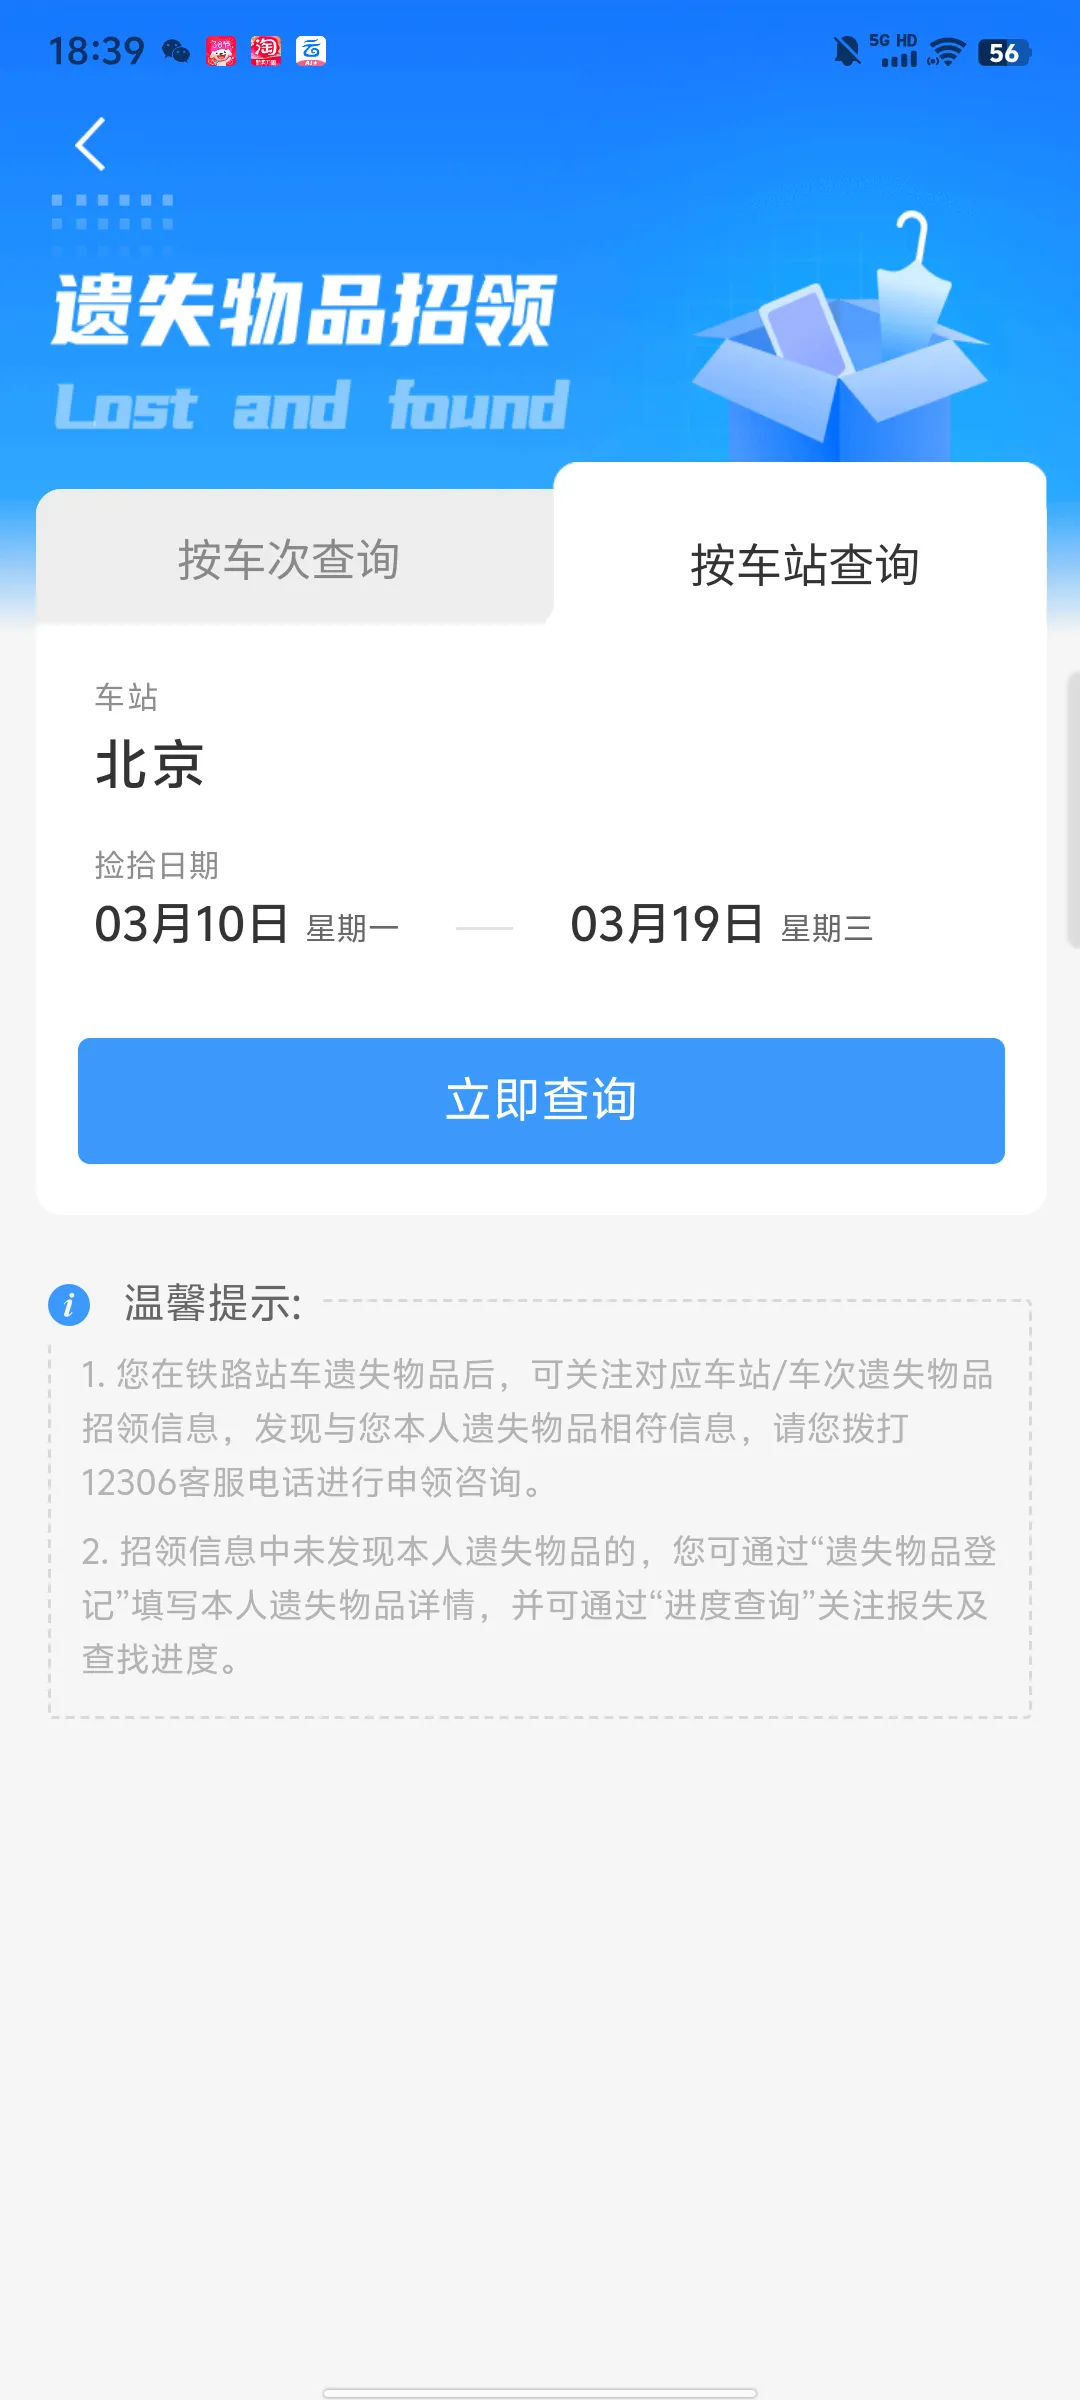 18:39
5G HD
56
遗失物品招领
Lost and found
按车次查询
按车站查询
车站
北京
捡拾日期
03月10日 星期一 — 03月19日 星期三
立即查询
温馨提示:
1. 您在铁路站车遗失物品后，可关注对应车站/车次遗失物品
招领信息，发现与您本人遗失物品相符信息，请您拨打
12306客服电话进行申领咨询。
2. 招领信息中未发现本人遗失物品的，您可通过“遗失物品登
记”填写本人遗失物品详情，并可通过“进度查询”关注报失及
查找进度。